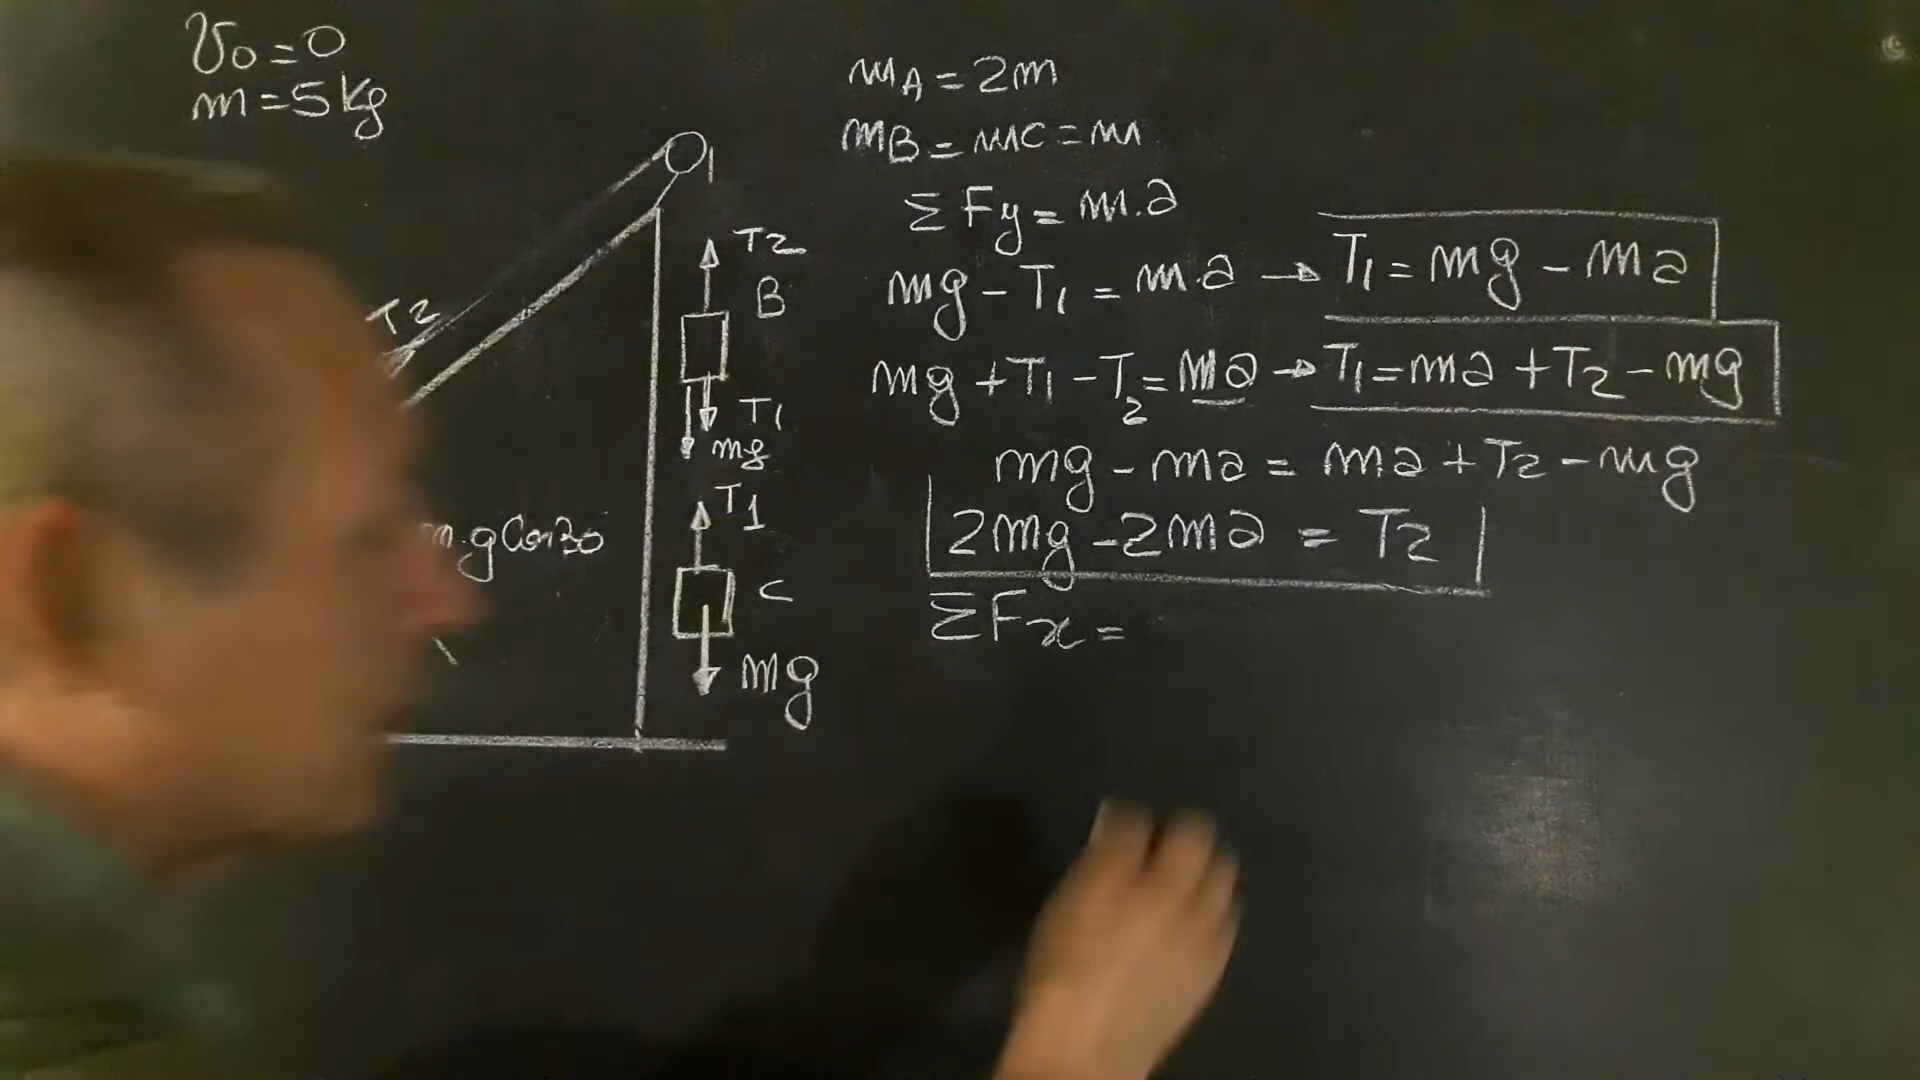 V₀=0
m=5kg
T2
T2
B
T1
mg
T1
m.gCos30
C
mg
mA=2m
mB=mC=m
ΣFy=m.a
mg-T₁=m.a→T₁=mg-ma
mg+T₁-T₂=ma→T₁=ma+T₂-mg
mg-ma=ma+T₂-mg
2mg-2ma=T₂
ΣFx=